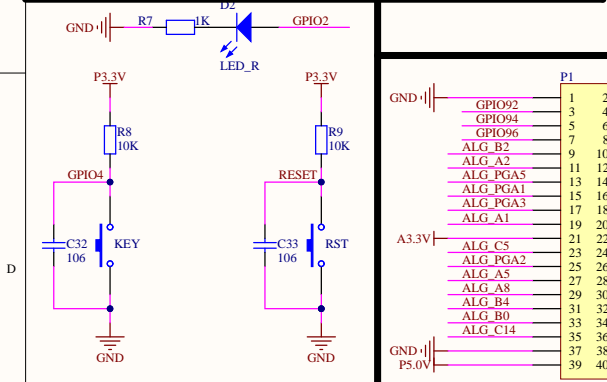 D2
GND R7 1K GPIO2
LED_R
P3.3V P3.3V
R8 R9
10K 10K
GPIO4 RESET
C32 KEY C33 RST
106 106
D
GND GND
P1
GND 1 2
GPIO92 3 4
GPIO94 5 6
GPIO96 7 8
ALG_B2 9 10
ALG_A2 11 12
ALG_PGA5 13 14
ALG_PGA1 15 16
ALG_PGA3 17 18
ALG_A1 19 20
A3.3V 21 22
ALG_C5 23 24
ALG_PGA2 25 26
ALG_A5 27 28
ALG_A8 29 30
ALG_B4 31 32
ALG_B0 33 34
ALG_C14 35 36
GND 37 38
P5.0V 39 40